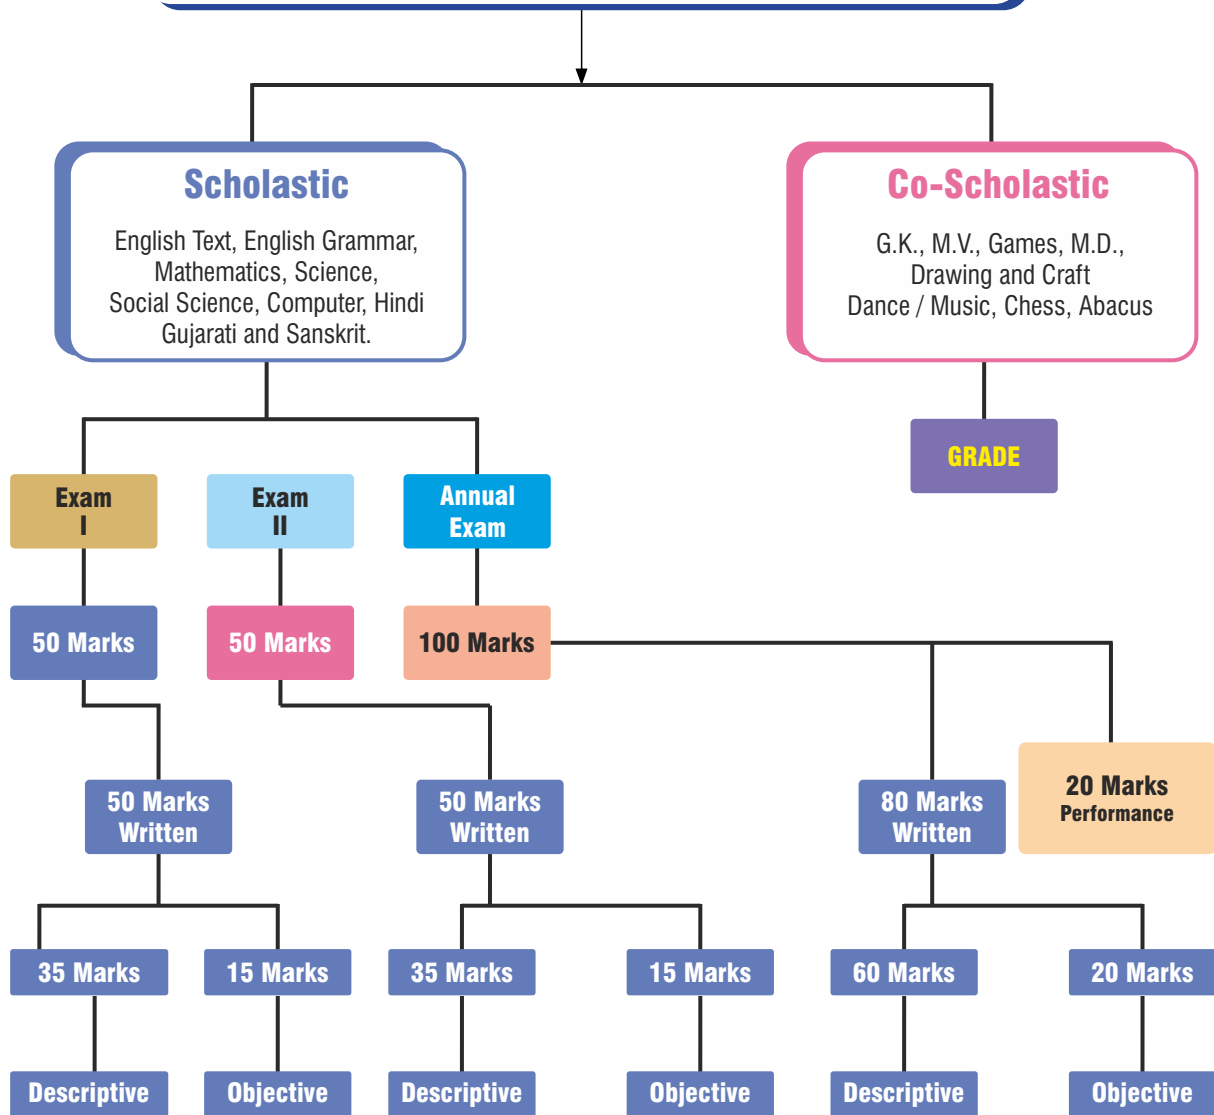 Scholastic
English Text, English Grammar,
Mathematics, Science,
Social Science, Computer, Hindi
Gujarati and Sanskrit.
Co-Scholastic
G.K., M.V., Games, M.D.,
Drawing and Craft
Dance / Music, Chess, Abacus
GRADE
Exam
I
Exam
II
Annual
Exam
50 Marks
50 Marks
100 Marks
50 Marks
Written
50 Marks
Written
80 Marks
Written
20 Marks
Performance
35 Marks
15 Marks
35 Marks
15 Marks
60 Marks
20 Marks
Descriptive
Objective
Descriptive
Objective
Descriptive
Objective